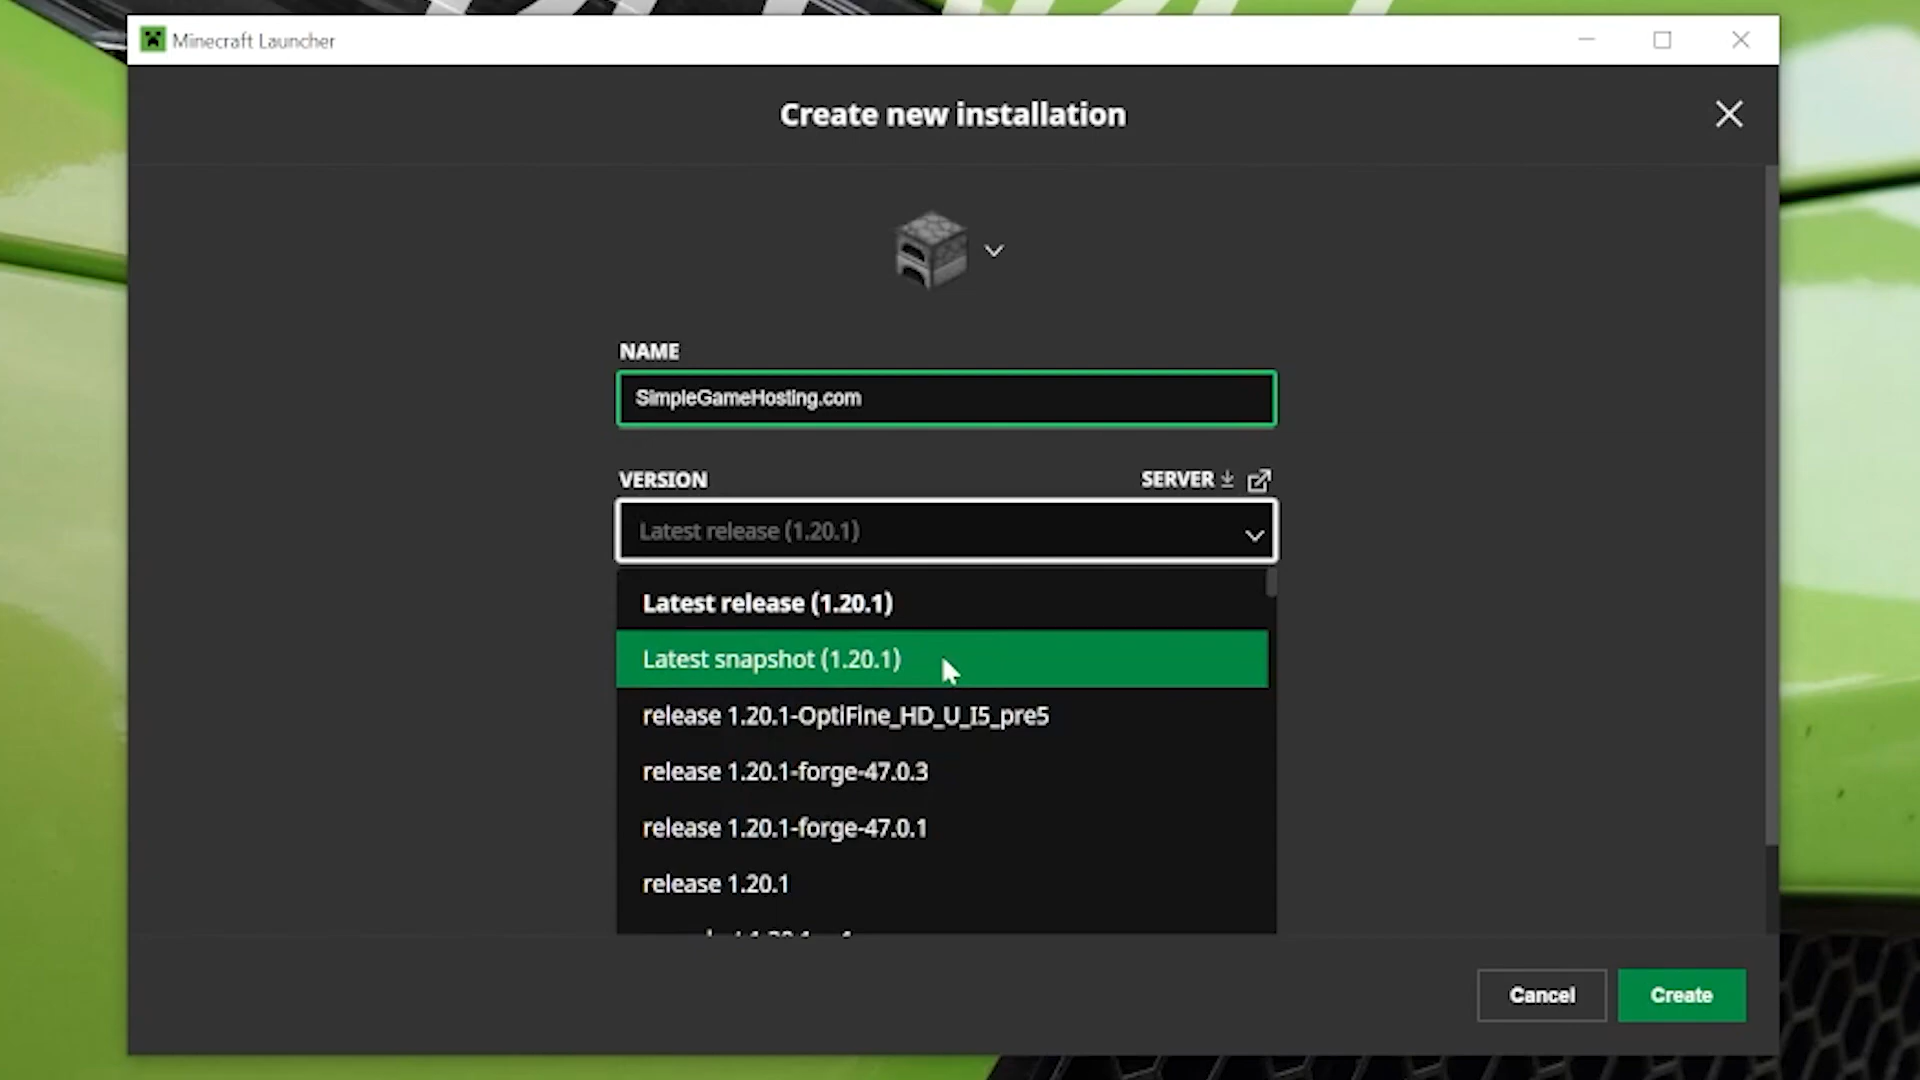 Minecraft Launcher
Create new installation
NAME
SimpleGameHosting.com
VERSION
SERVER
Latest release (1.20.1)
Latest release (1.20.1)
Latest snapshot (1.20.1)
release 1.20.1-OptiFine_HD_U_I5_pre5
release 1.20.1-forge-47.0.3
release 1.20.1-forge-47.0.1
release 1.20.1
Cancel
Create